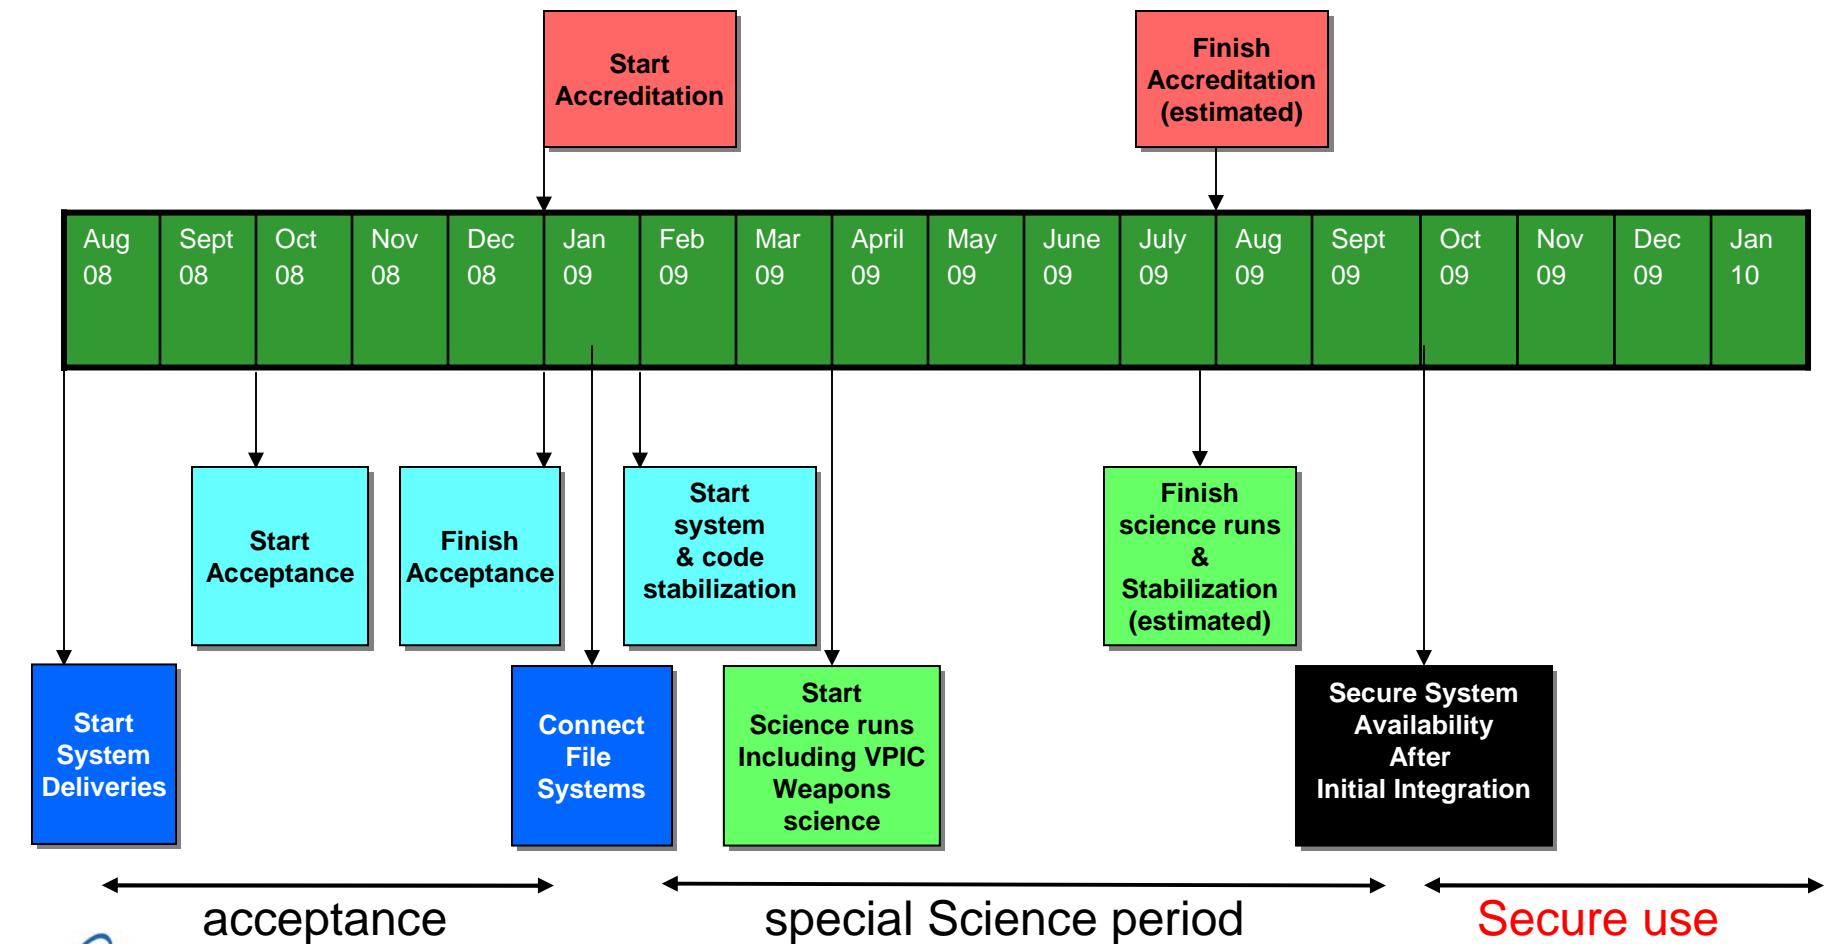 Start
Accreditation
Finish
Accreditation
(estimated)
Aug
08
Sept
08
Oct
08
Nov
08
Dec
08
Jan
09
Feb
09
Mar
09
April
09
May
09
June
09
July
09
Aug
09
Sept
09
Oct
09
Nov
09
Dec
09
Jan
10
Start
Acceptance
Finish
Acceptance
Start
system
& code
stabilization
Finish
science runs
&
Stabilization
(estimated)
Start
System
Deliveries
Connect
File
Systems
Start
Science runs
Including VPIC
Weapons
science
Secure System
Availability
After
Initial Integration
acceptance
special Science period
Secure use